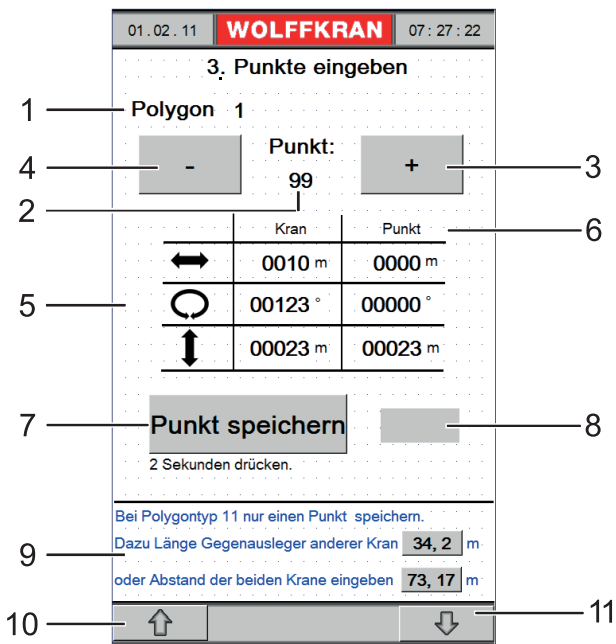 01.02.11 WOLFFKRAN 07:27:22
3. Punkte eingeben
1 Polygon 1
Punkt:
4 - + 3
99
2
Kran Punkt 6
0010 m 0000 m
5 00123 ° 00000 °
00023 m 00023 m
7 Punkt speichern 8
2 Sekunden drücken.
Bei Polygontyp 11 nur einen Punkt speichern.
9 Dazu Länge Gegenausleger anderer Kran 34, 2 m
oder Abstand der beiden Krane eingeben 73, 17 m
10 11